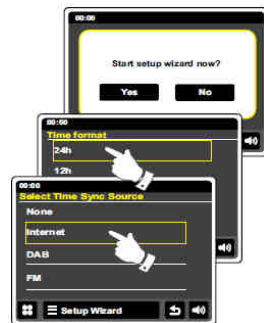 00:00
Start setup wizard now?
Yes No
00:00
Time format
24h
12h
00:00
Select Time Sync Source
None
Internet
DAB
FM
Setup Wizard